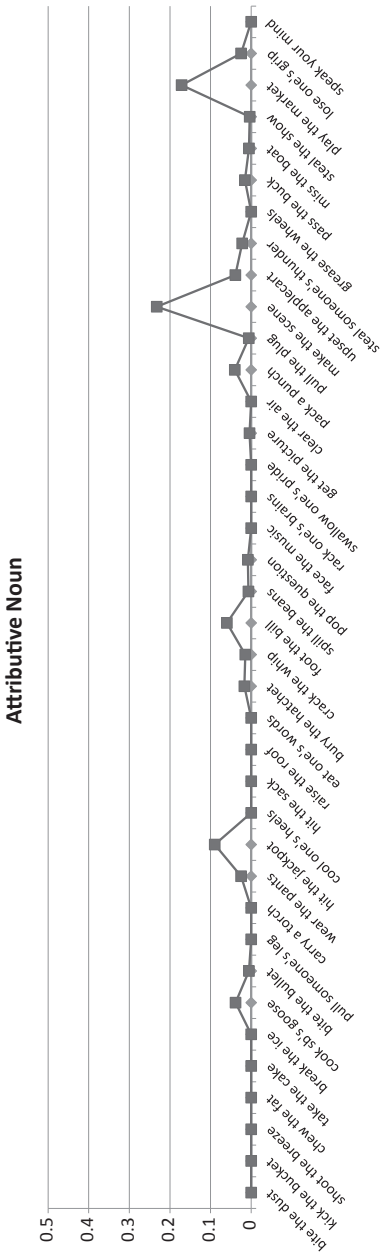 Attributive Noun
0.5
0.4
0.3
0.2
0.1
0
bite the dust
kick the bucket
shoot the breeze
chew the fat
take the cake
break the ice
cook sb's goose
bite the bullet
pull someone's leg
carry a torch
wear the pants
hit the jackpot
cool one's heels
hit the sack
raise the roof
eat one's words
bury the hatchet
crack the whip
foot the bill
spill the beans
pop the question
face the music
rack one's brains
swallow one's pride
get the picture
clear the air
pack a punch
pull the plug
make the scene
upset the applecart
steal someone's thunder
grease the wheels
pass the buck
miss the boat
steal the show
play the market
lose one's grip
speak your mind